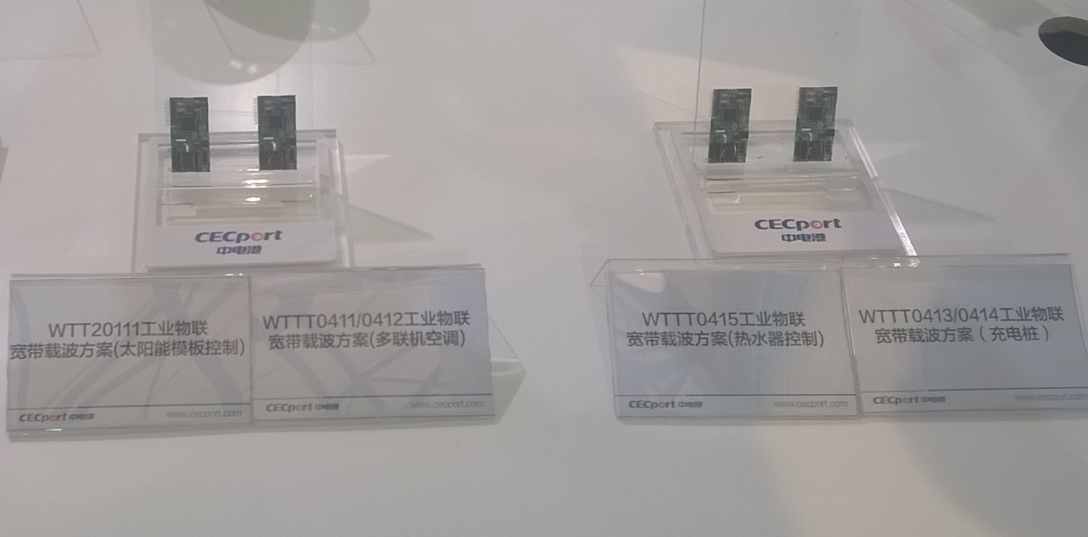 CECport
中电港
CECport
中电港
WTT20111工业物联
宽带载波方案(太阳能模板控制)
CECport 中电港
www.cecport.com
WTTT0411/0412工业物联
宽带载波方案(多联机空调)
CECport 中电港
www.cecport.com
WTTT0415工业物联
宽带载波方案(热水器控制)
CECport 中电港
www.cecport.com
WTTT0413/0414工业物联
宽带载波方案（充电桩）
CECport 中电港
www.cecport.com